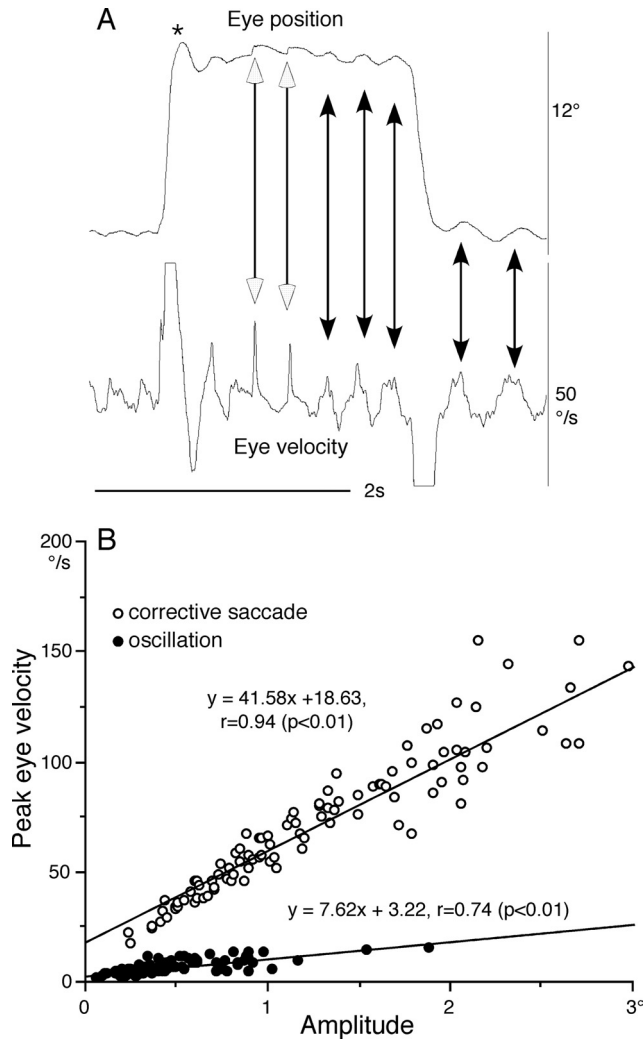 A
Eye position
*
12°
50
°/s
Eye velocity
2s
B
200
°/s
corrective saccade
oscillation
150
y = 41.58x +18.63,
r=0.94 (p<0.01)
Peak eye velocity
100
50
y = 7.62x + 3.22, r=0.74 (p<0.01)
0
0 1 2 3°
Amplitude